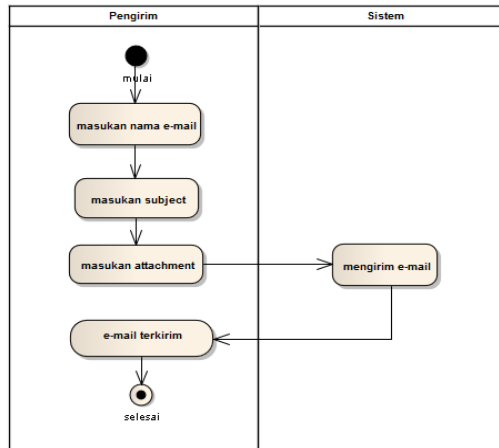 Pengirim
Sistem
mulai
masukan nama e-mail
masukan subject
masukan attachment
mengirim e-mail
e-mail terkirim
selesai